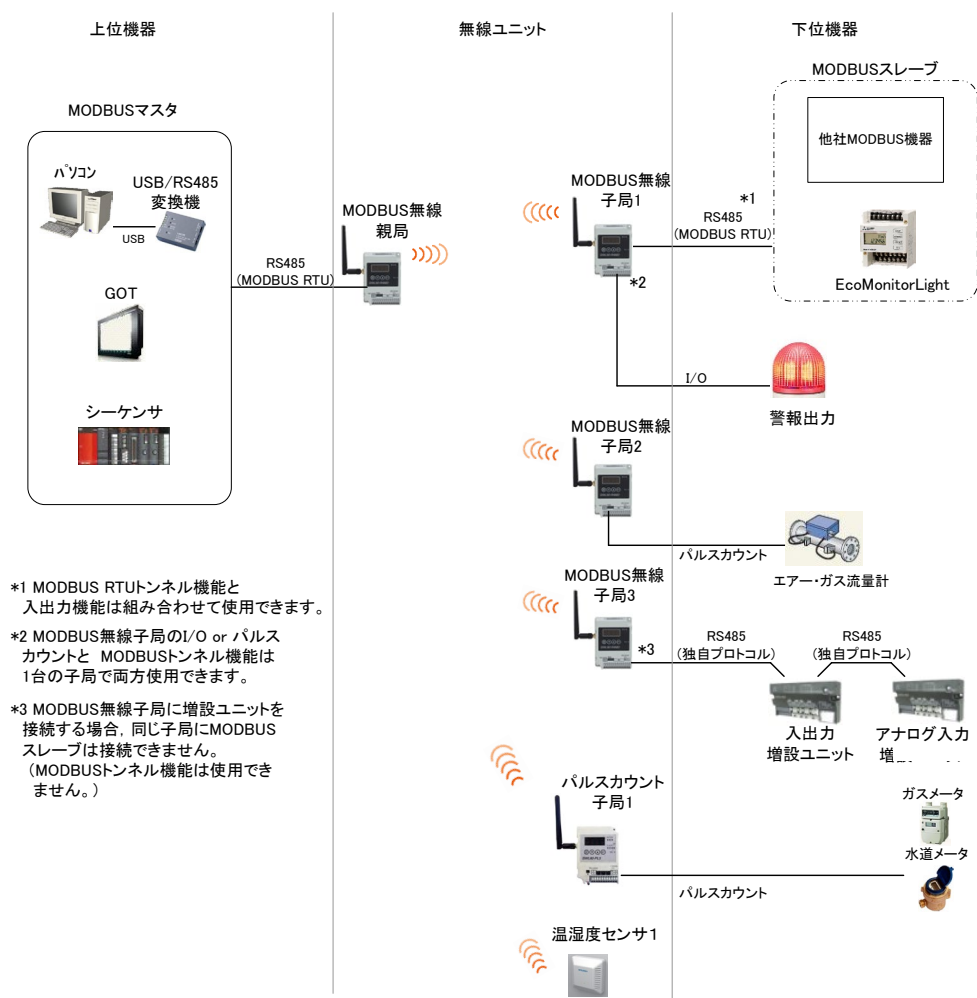 上位機器
無線ユニット
下位機器
MODBUSマスタ
パソコン
USB/RS485
変換機
USB
GOT
シーケンサ
RS485
(MODBUS RTU)
MODBUS無線
親局
MODBUS無線
子局1
*2
*1
RS485
(MODBUS RTU)
MODBUSスレーブ
他社MODBUS機器
EcoMonitorLight
I/O
警報出力
MODBUS無線
子局2
パルスカウント
エアー・ガス流量計
MODBUS無線
子局3
*3
RS485
(独自プロトコル)
RS485
(独自プロトコル)
入出力
増設ユニット
アナログ入力
増
パルスカウント
子局1
パルスカウント
ガスメータ
水道メータ
温湿度センサ1
*1 MODBUS RTUトンネル機能と
入出力機能は組み合わせて使用できます。
*2 MODBUS無線子局のI/O or パルス
カウントと MODBUSトンネル機能は
1台の子局で両方使用できます。
*3 MODBUS無線子局に増設ユニットを
接続する場合, 同じ子局にMODBUS
スレーブは接続できません。
(MODBUSトンネル機能は使用でき
ません。)